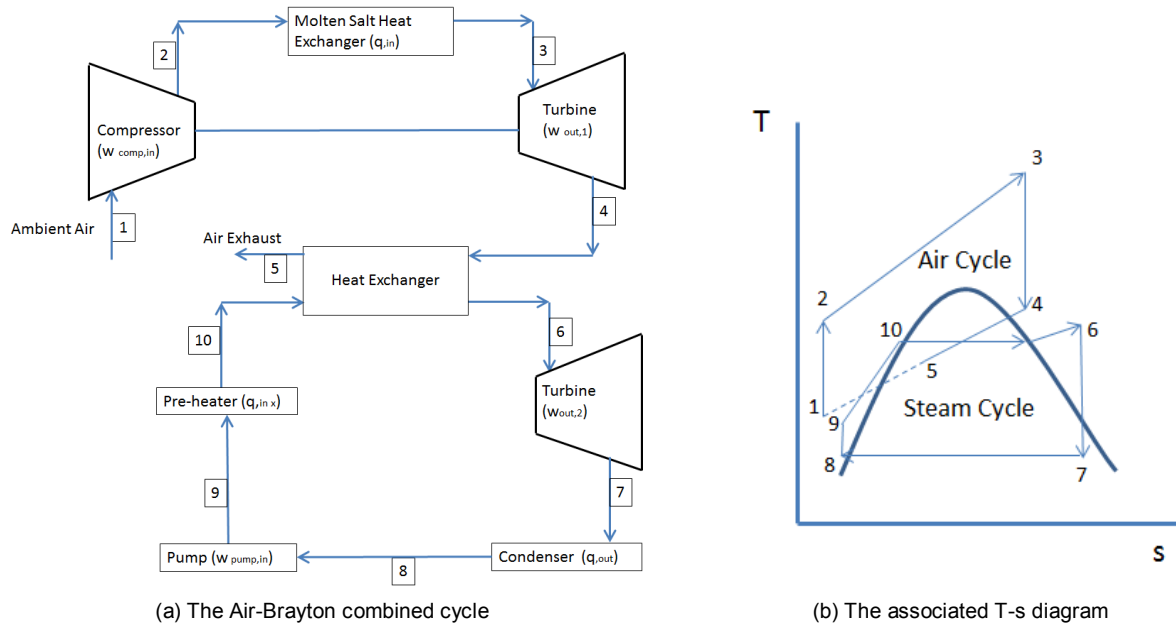 2
Molten Salt Heat
Exchanger (q,in)
3
Compressor
(w comp,in)
Turbine
(w out,1)
Ambient Air
1
4
Air Exhaust
5
Heat Exchanger
10
6
Pre-heater (q,in x)
Turbine
(wout,2)
9
7
Pump (w pump,in)
8
Condenser (q,out)
(a) The Air-Brayton combined cycle
T
3
Air Cycle
2
4
10
6
5
1
Steam Cycle
9
8
7
S
(b) The associated T-s diagram